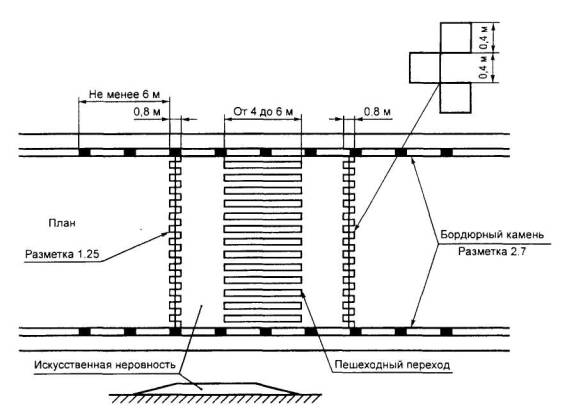 0,4 м
0,4 м
Не менее 6 м
0,8 м
От 4 до 6 м
0.8 м
План
Разметка 1.25
Бордюрный камень
Разметка 2.7
Искусственная неровность
Пешеходный переход